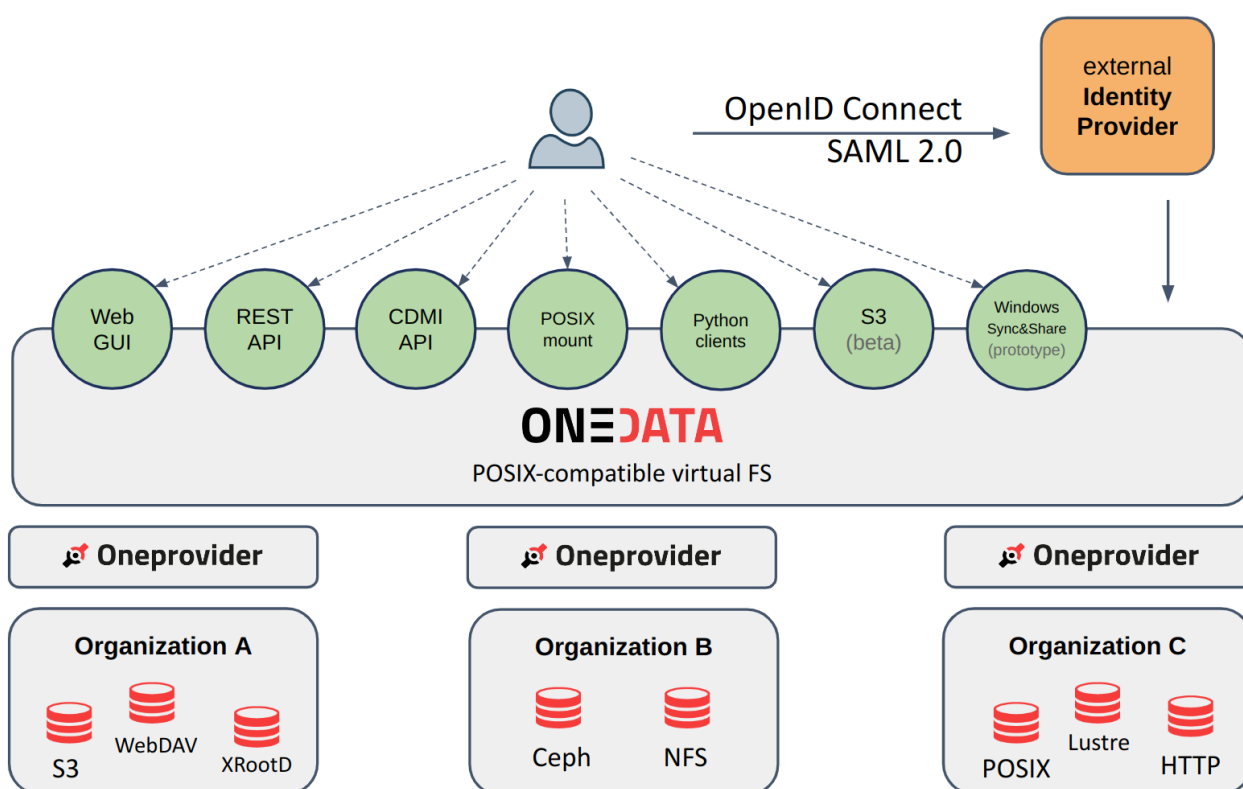 external
Identity
Provider
OpenID Connect
SAML 2.0
Web
GUI
REST
API
CDMI
API
POSIX
mount
Python
clients
S3
(beta)
Windows
Sync&Share
(prototype)
ONEDATA
POSIX-compatible virtual FS
Oneprovider
Oneprovider
Oneprovider
Organization A
S3
WebDAV
XRootD
Organization B
Ceph
NFS
Organization C
POSIX
Lustre
HTTP